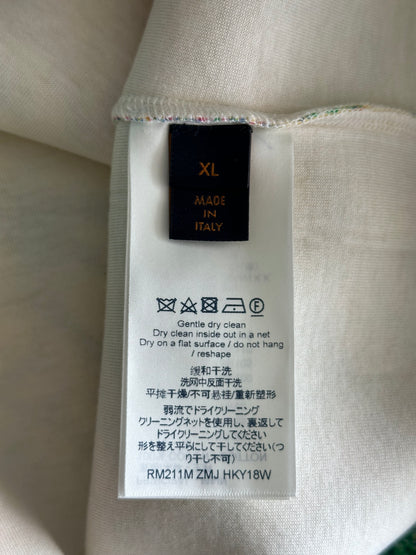 XL
MADE
IN
ITALY
F
Gentle dry clean
Dry clean inside out in a net
Dry on a flat surface / do not hang
/ reshape
缓和干洗
洗网中反面干洗
平摊干燥/不可悬挂/重新塑形
弱流でドライクリーニング
クリーニングネットを使用し、裏返して
ドライクリーニングしてください
形を整え平らにして干してください(つ
り干し不可)
RM211M ZMJ HKY18W